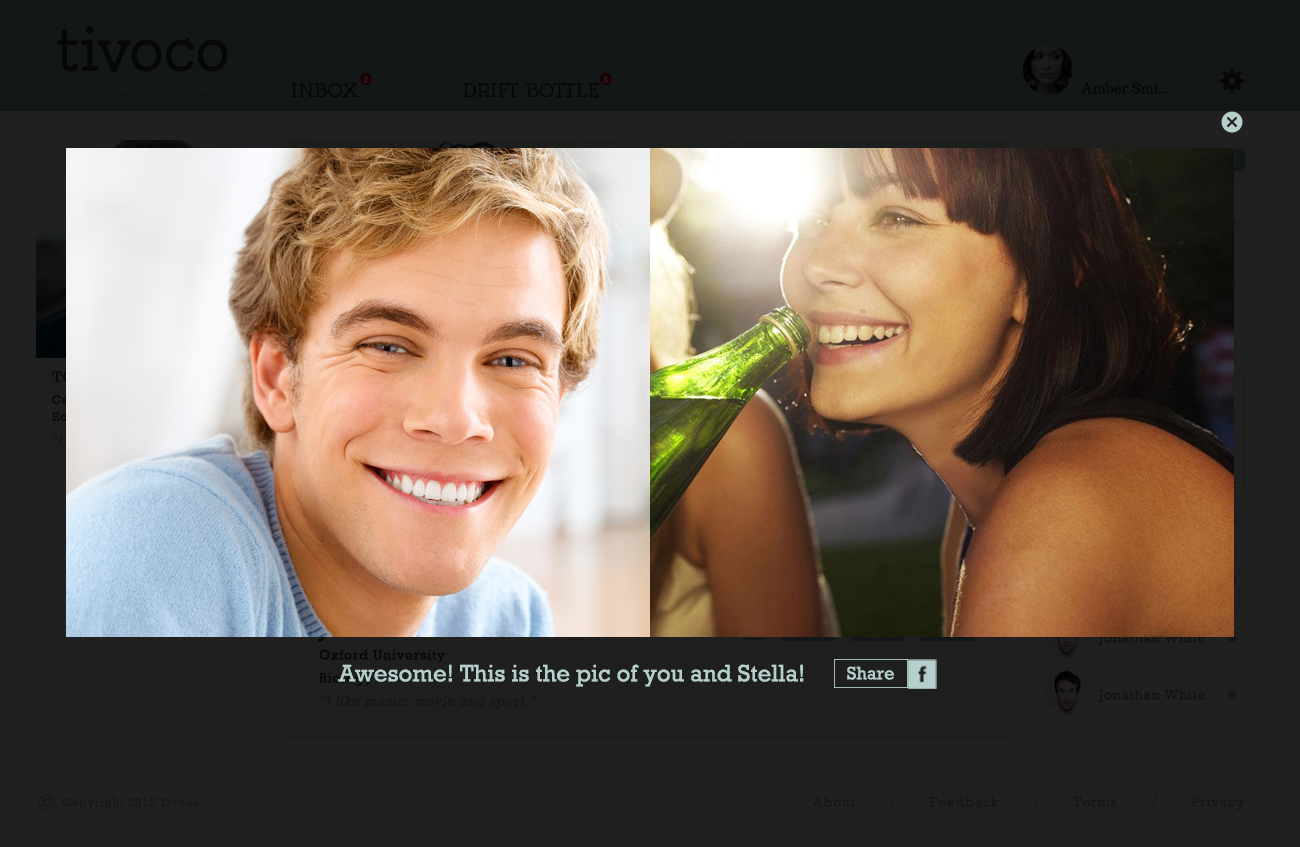 tivoco
INBOX 2
DRIFT BOTTLE 8
Amber Smi...
Oxford University
"I like music, movie and sport."
Awesome! This is the pic of you and Stella!
Share f
Jonathan White
Jonathan White
© Copyright 2013 Tivoco
About / Feedback / Terms / Privacy